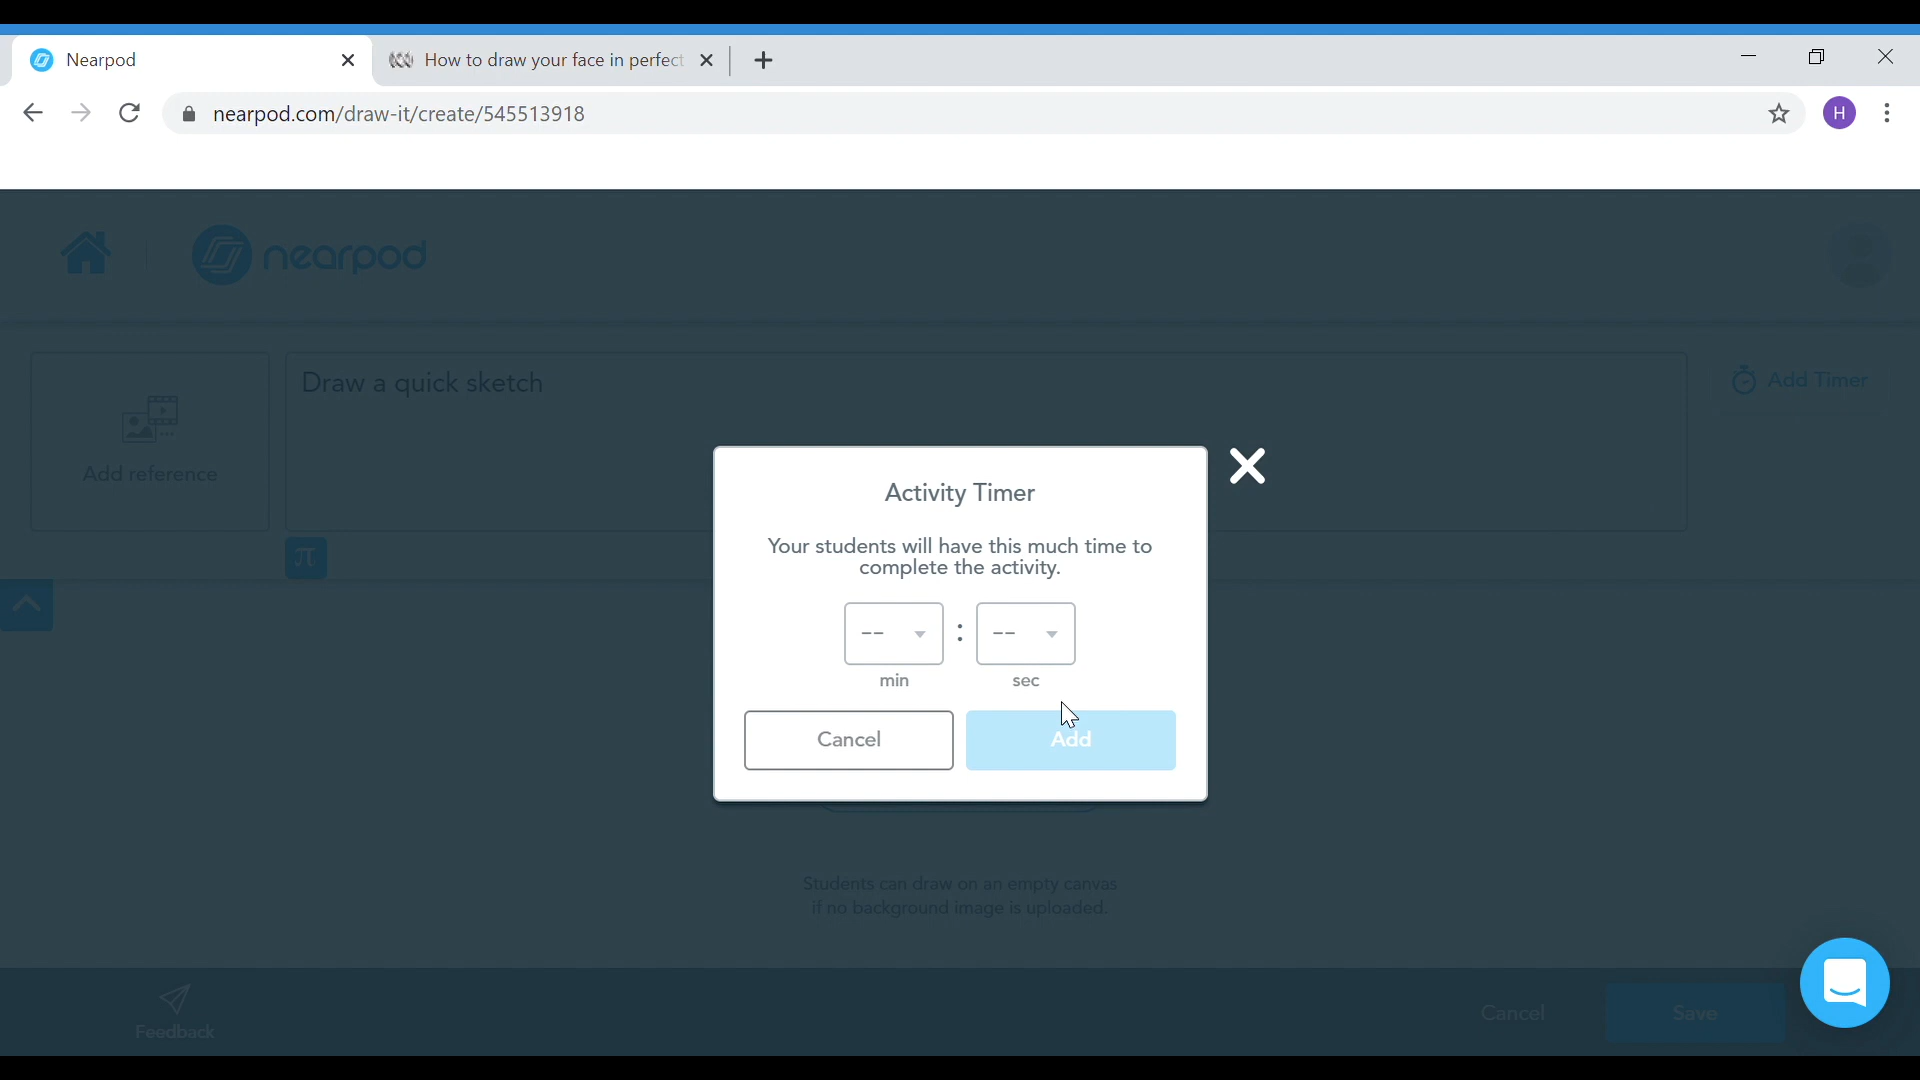 Nearpod
How to draw your face in perfect
nearpod.com/draw-it/create/545513918
H
nearpod
Draw a quick sketch
Add Timer
Add reference
π
Activity Timer
Your students will have this much time to
complete the activity.
-- : --
min sec
Cancel Add
Students can draw on an empty canvas
if no background image is uploaded.
Feedback
Cancel Save